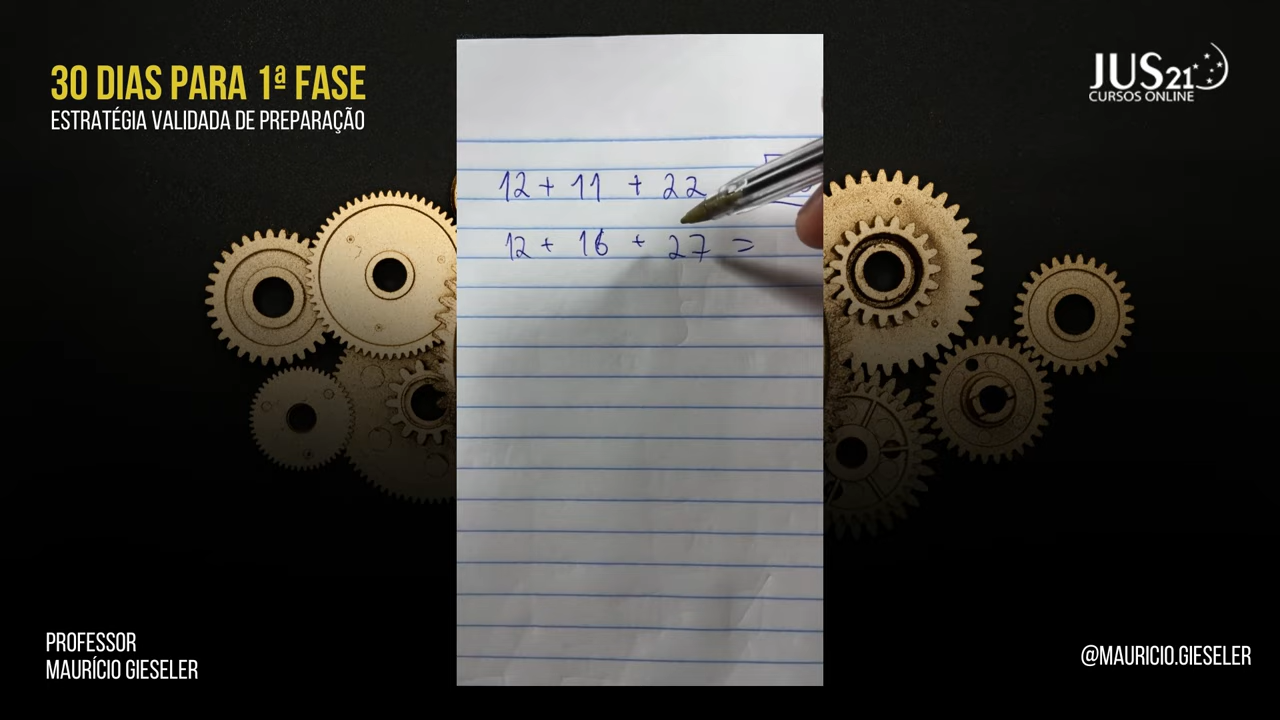 30 DIAS PARA 1ª FASE
ESTRATÉGIA VALIDADA DE PREPARAÇÃO
JUS21
CURSOS ONLINE
12 + 11 + 22
12 + 16 + 27 =
PROFESSOR
MAURÍCIO GIESELER
@MAURICIO.GIESELER